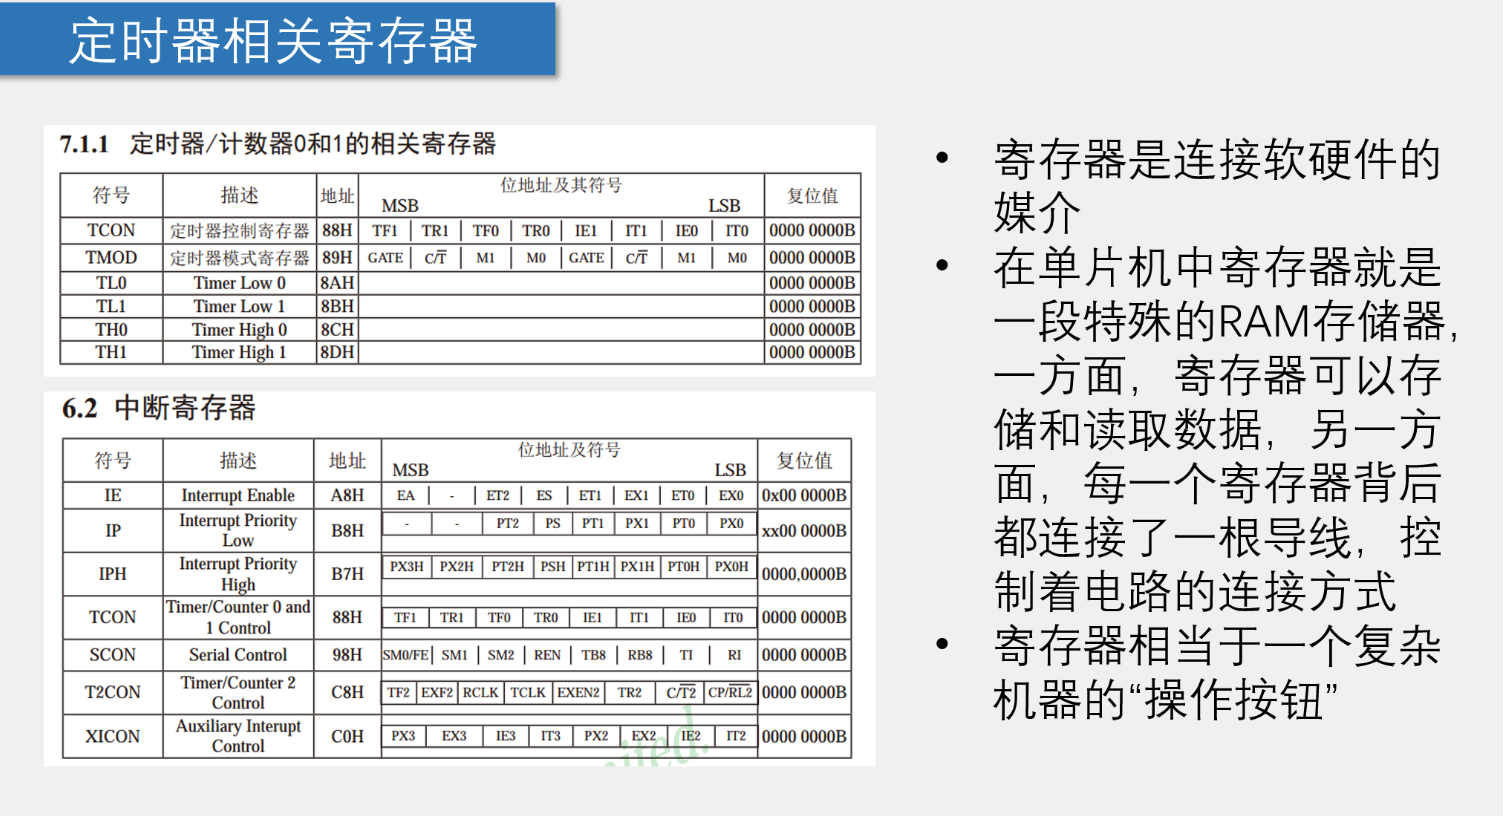 定时器相关寄存器
7.1.1 定时器/计数器0和1的相关寄存器
符号 描述 地址 位地址及其符号 复位值
MSB LSB
TCON 定时器控制寄存器 88H TF1 TR1 TF0 TR0 IE1 IT1 IE0 IT0 0000 0000B
TMOD 定时器模式寄存器 89H GATE C/T̅ M1 M0 GATE C/T̅ M1 M0 0000 0000B
TL0 Timer Low 0 8AH 0000 0000B
TL1 Timer Low 1 8BH 0000 0000B
TH0 Timer High 0 8CH 0000 0000B
TH1 Timer High 1 8DH 0000 0000B
6.2 中断寄存器
符号 描述 地址 位地址及符号 复位值
MSB LSB
IE Interrupt Enable A8H EA - ET2 ES ET1 EX1 ET0 EX0 0x00 0000B
IP Interrupt Priority Low B8H - - PT2 PS PT1 PX1 PT0 PX0 xx00 0000B
IPH Interrupt Priority High B7H PX3H PX2H PT2H PSH PT1H PX1H PT0H PX0H 0000,0000B
TCON Timer/Counter 0 and 1 Control 88H TF1 TR1 TF0 TR0 IE1 IT1 IE0 IT0 0000 0000B
SCON Serial Control 98H SM0/FE SM1 SM2 REN TB8 RB8 TI RI 0000 0000B
T2CON Timer/Counter 2 Control C8H TF2 EXF2 RCLK TCLK EXEN2 TR2 C/T̅2̅ CP/R̅L̅2̅ 0000 0000B
XICON Auxiliary Interupt Control C0H PX3 EX3 IE3 IT3 PX2 EX2 IE2 IT2 0000 0000B
• 寄存器是连接软硬件的
媒介
• 在单片机中寄存器就是
一段特殊的RAM存储器，
一方面，寄存器可以存
储和读取数据，另一方
面，每一个寄存器背后
都连接了一根导线，控
制着电路的连接方式
• 寄存器相当于一个复杂
机器的“操作按钮”